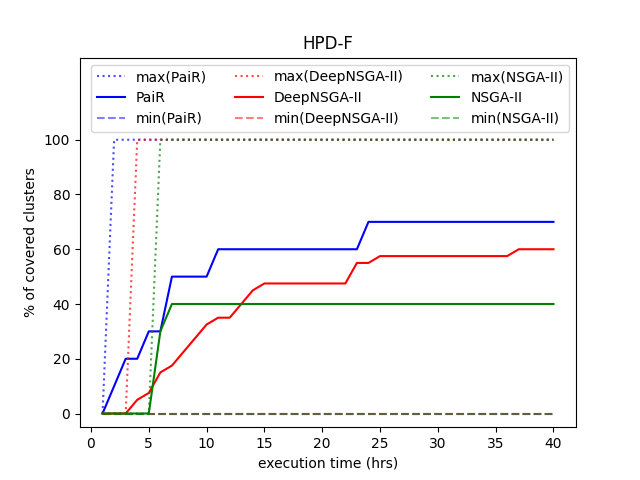 HPD-F
max(PaiR) max(DeepNSGA-II) max(NSGA-II)
PaiR DeepNSGA-II NSGA-II
min(PaiR) min(DeepNSGA-II) min(NSGA-II)
100
80
60
40
20
0
% of covered clusters
0 5 10 15 20 25 30 35 40
execution time (hrs)